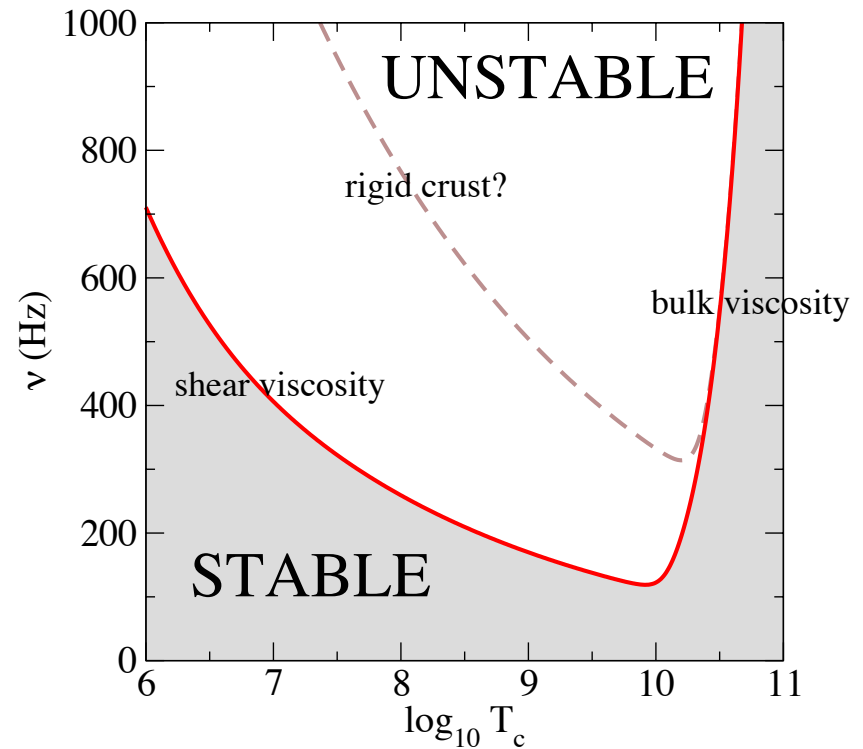 1000
UNSTABLE
800
rigid crust?
600
bulk viscosity
ν (Hz)
shear viscosity
400
200
STABLE
0
6 7 8 9 10 11
log10 Tc